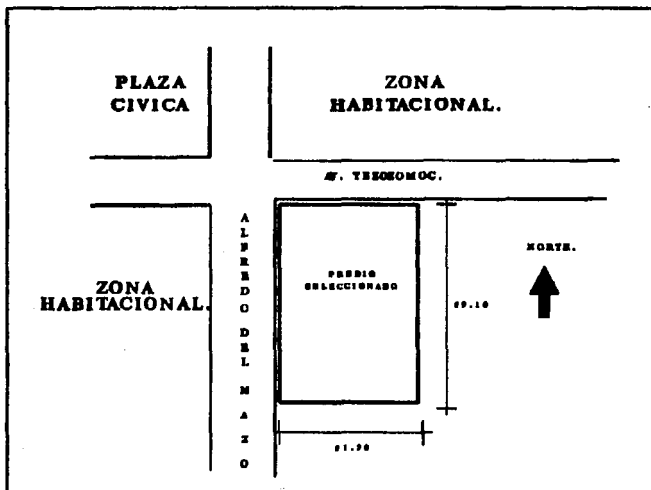 PLAZA
CIVICA
ZONA
HABITACIONAL.
AV. TEZOZOMOC.
ALFREDO DEL MAZO
PREDIO
SELECCIONADO
NORTE.
ZONA
HABITACIONAL.